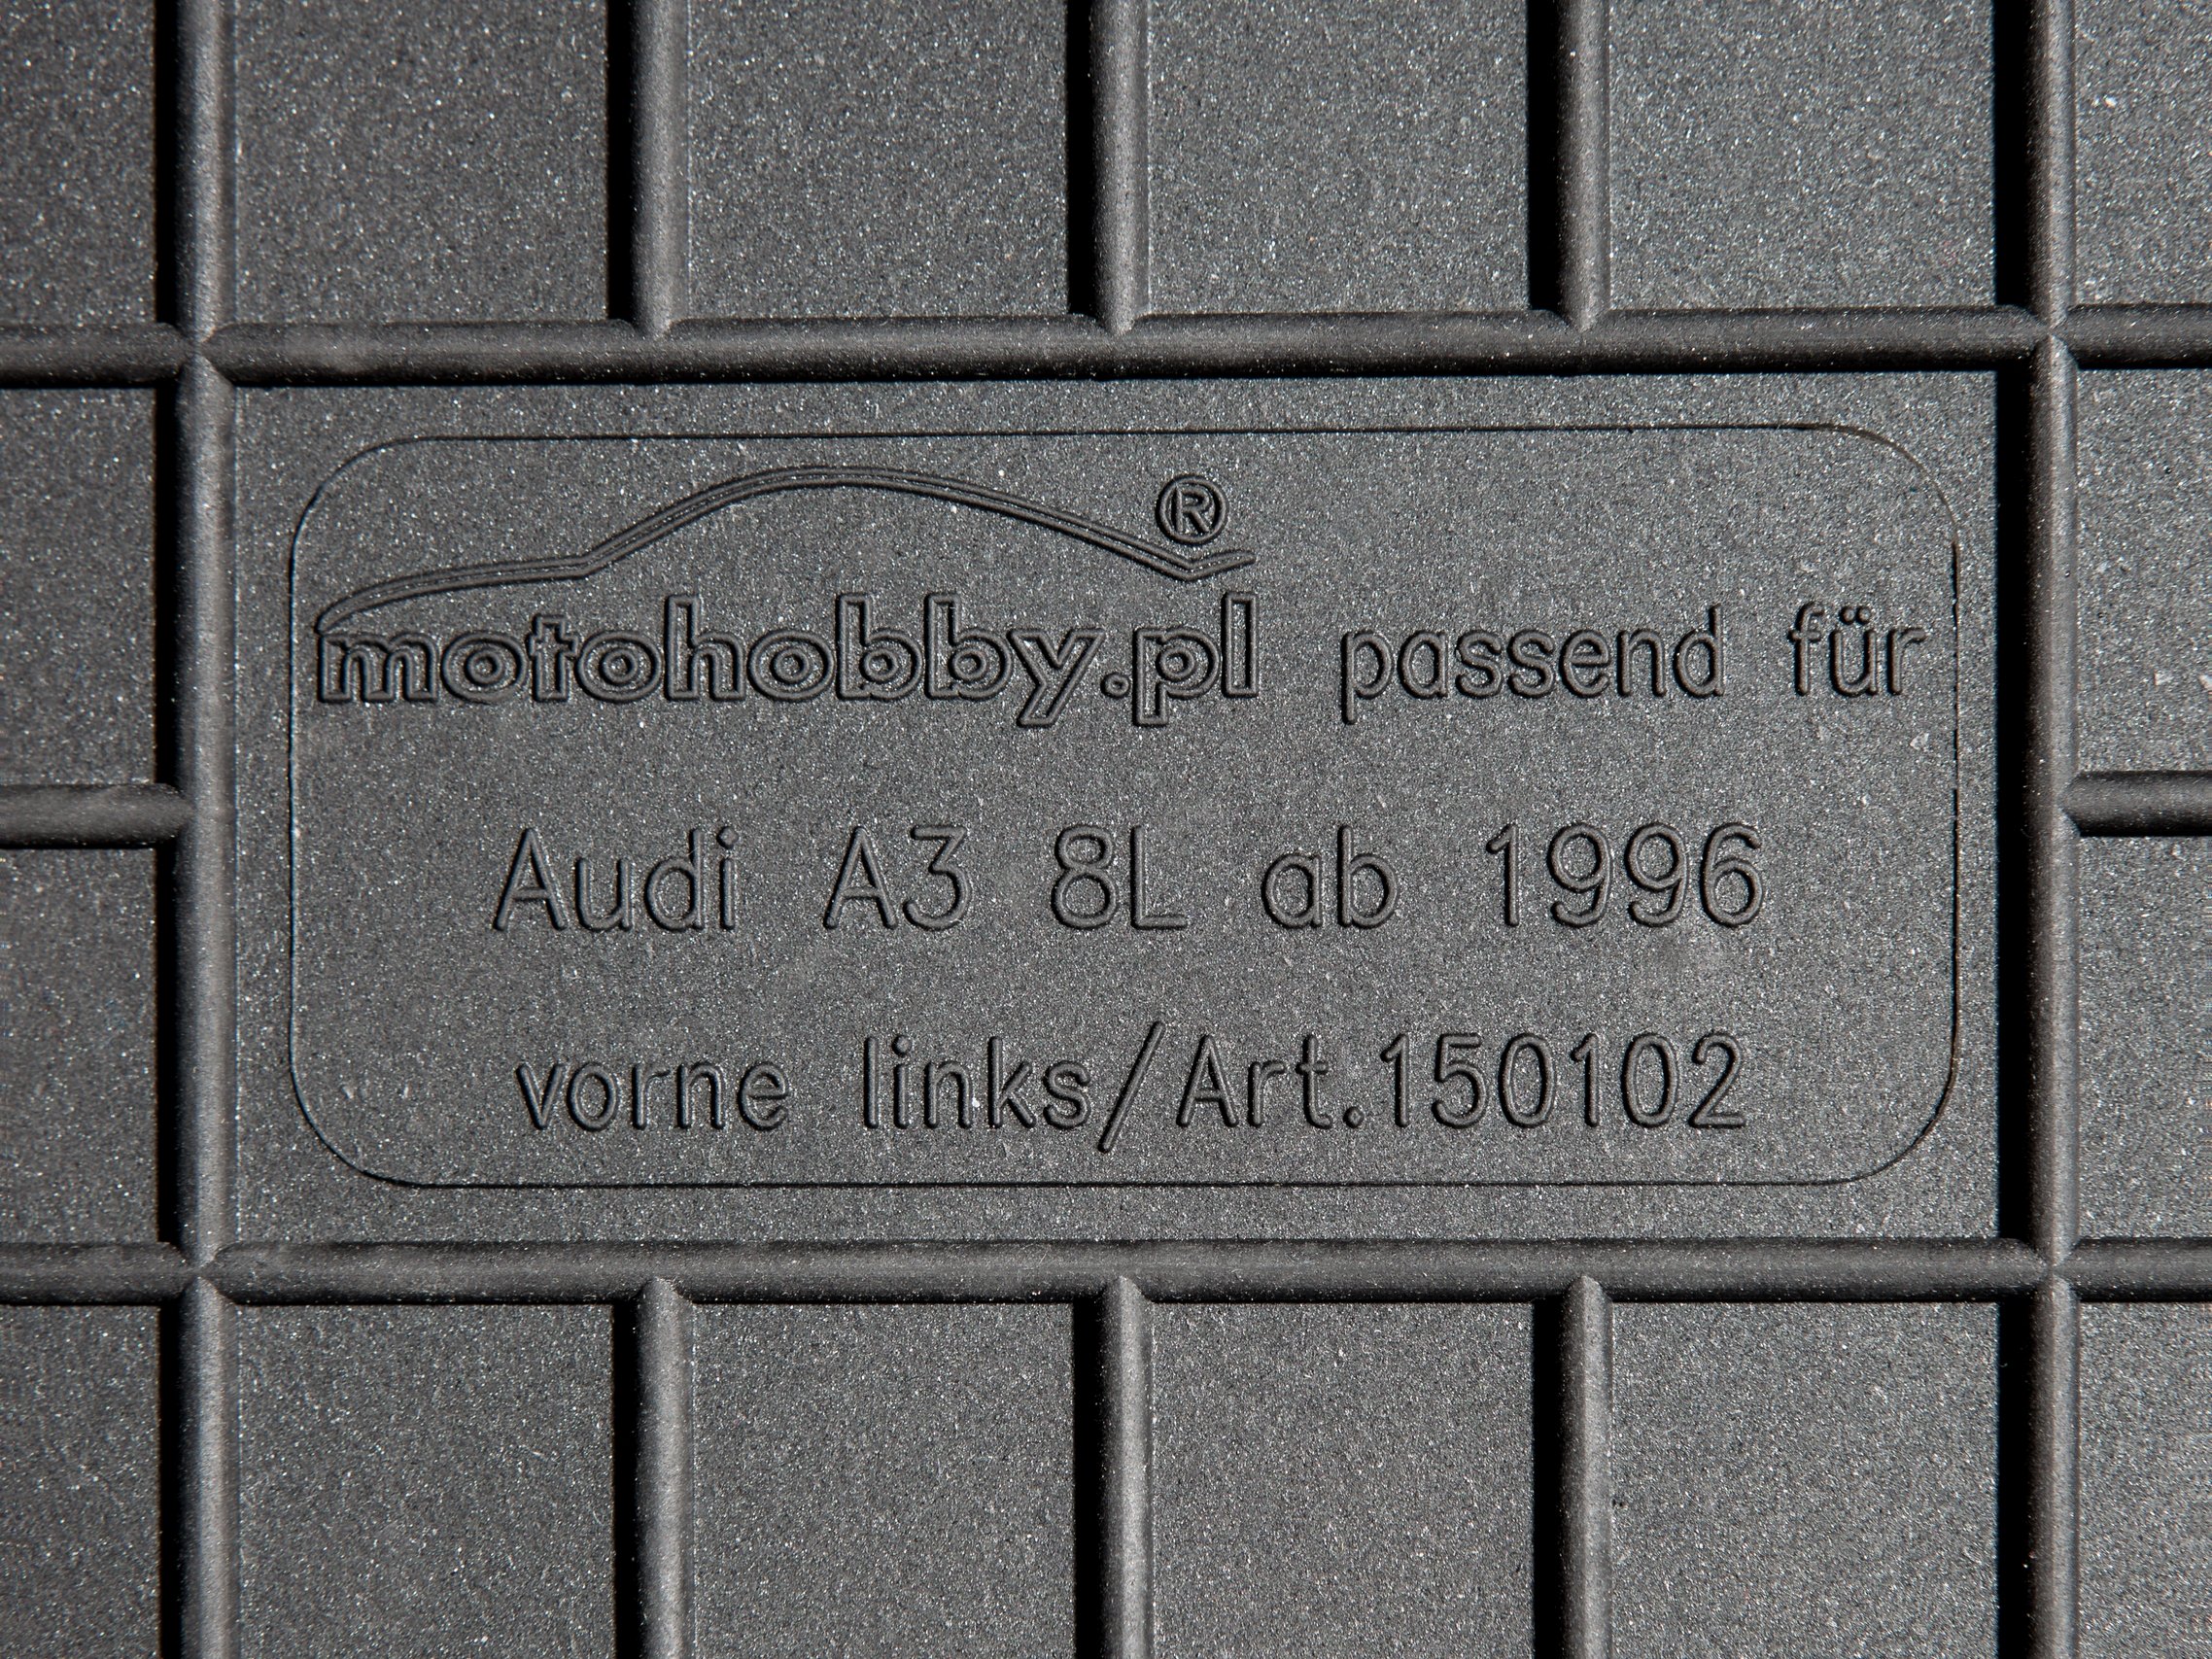 motohobby.pl ® passend für
Audi A3 8L ab 1996
vorne links/Art.150102